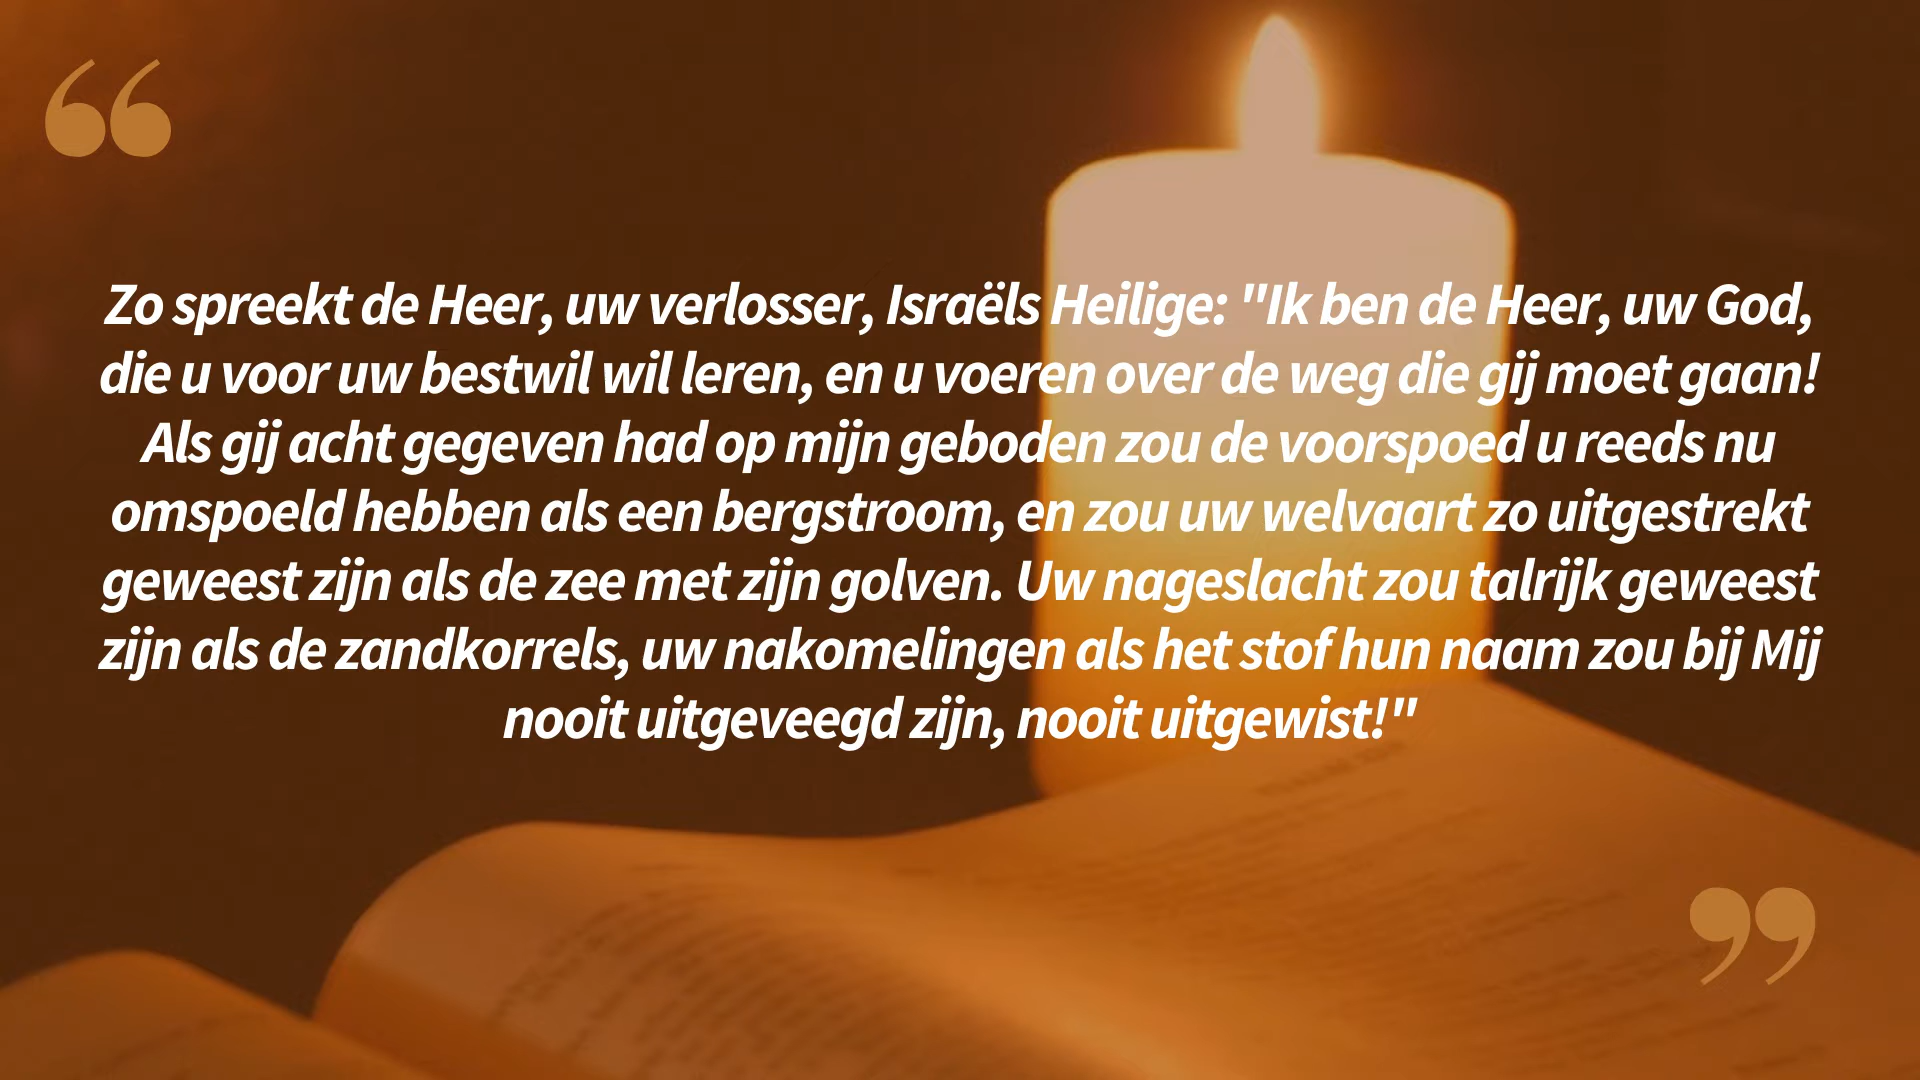 Zo spreekt de Heer, uw verlosser, Israëls Heilige: "Ik ben de Heer, uw God,
die u voor uw bestwil wil leren, en u voeren over de weg die gij moet gaan!
Als gij acht gegeven had op mijn geboden zou de voorspoed u reeds nu
omspoeld hebben als een bergstroom, en zou uw welvaart zo uitgestrekt
geweest zijn als de zee met zijn golven. Uw nageslacht zou talrijk geweest
zijn als de zandkorrels, uw nakomelingen als het stof hun naam zou bij Mij
nooit uitgeveegd zijn, nooit uitgewist!"